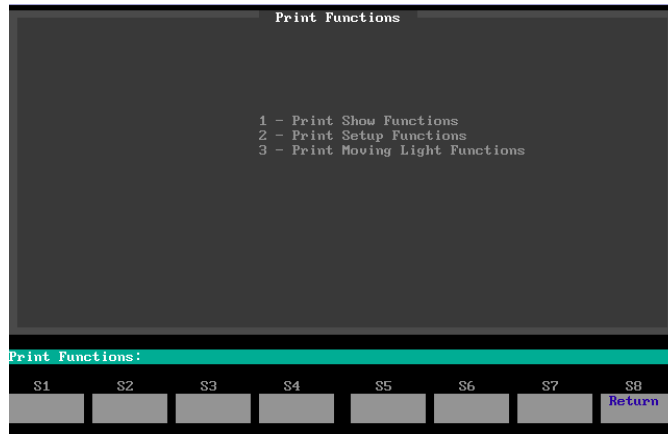 Print Functions
1 - Print Show Functions
2 - Print Setup Functions
3 - Print Moving Light Functions
Print Functions:
S1 S2 S3 S4 S5 S6 S7 S8
Return